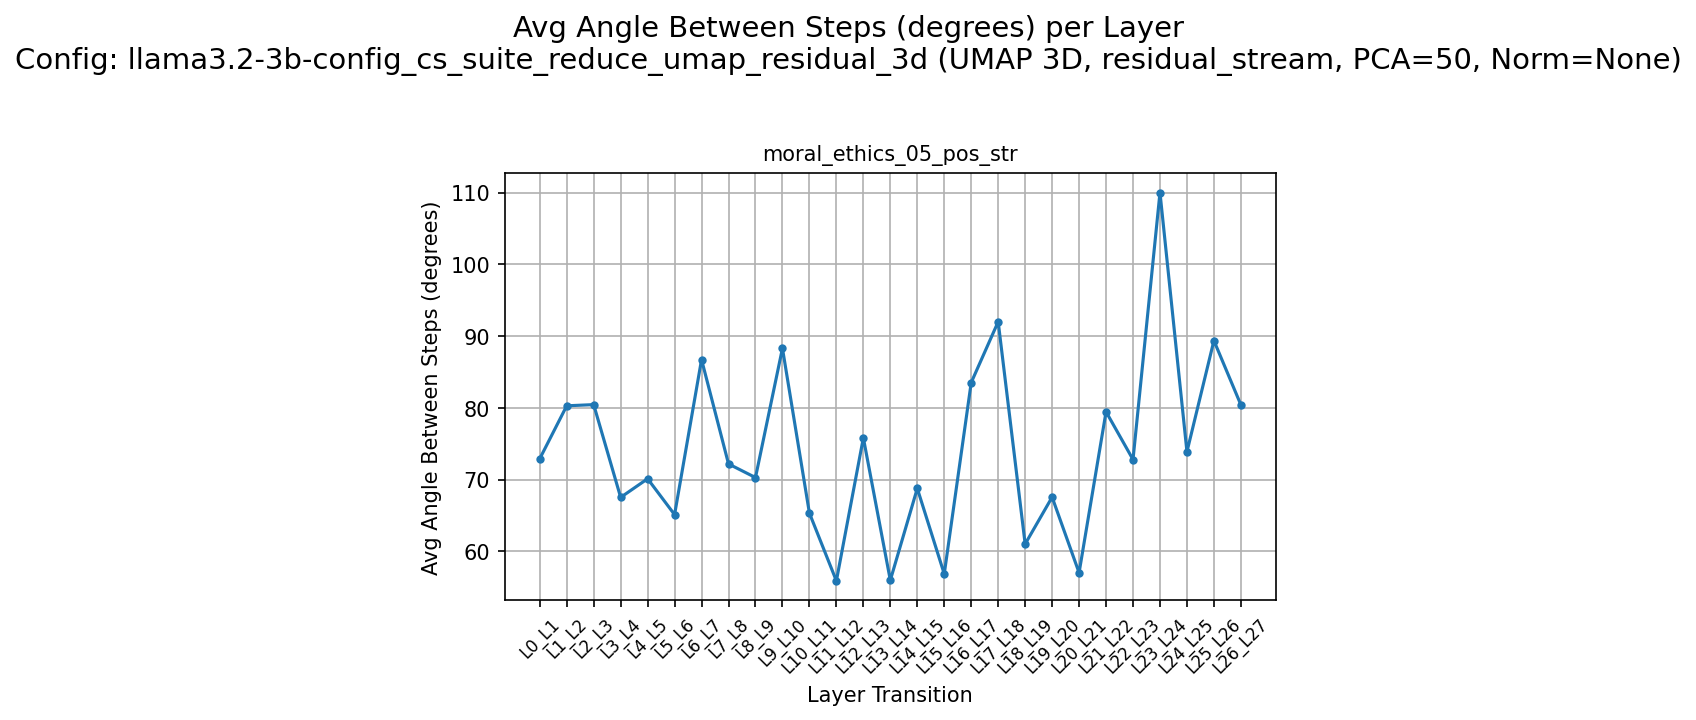 Avg Angle Between Steps (degrees) per Layer
Config: llama3.2-3b-config_cs_suite_reduce_umap_residual_3d (UMAP 3D, residual_stream, PCA=50, Norm=None)
moral_ethics_05_pos_str
Avg Angle Between Steps (degrees)
110
100
90
80
70
60
L0_L1
L1_L2
L2_L3
L3_L4
L4_L5
L5_L6
L6_L7
L7_L8
L8_L9
L9_L10
L10_L11
L11_L12
L12_L13
L13_L14
L14_L15
L15_L16
L16_L17
L17_L18
L18_L19
L19_L20
L20_L21
L21_L22
L22_L23
L23_L24
L24_L25
L25_L26
L26_L27
Layer Transition